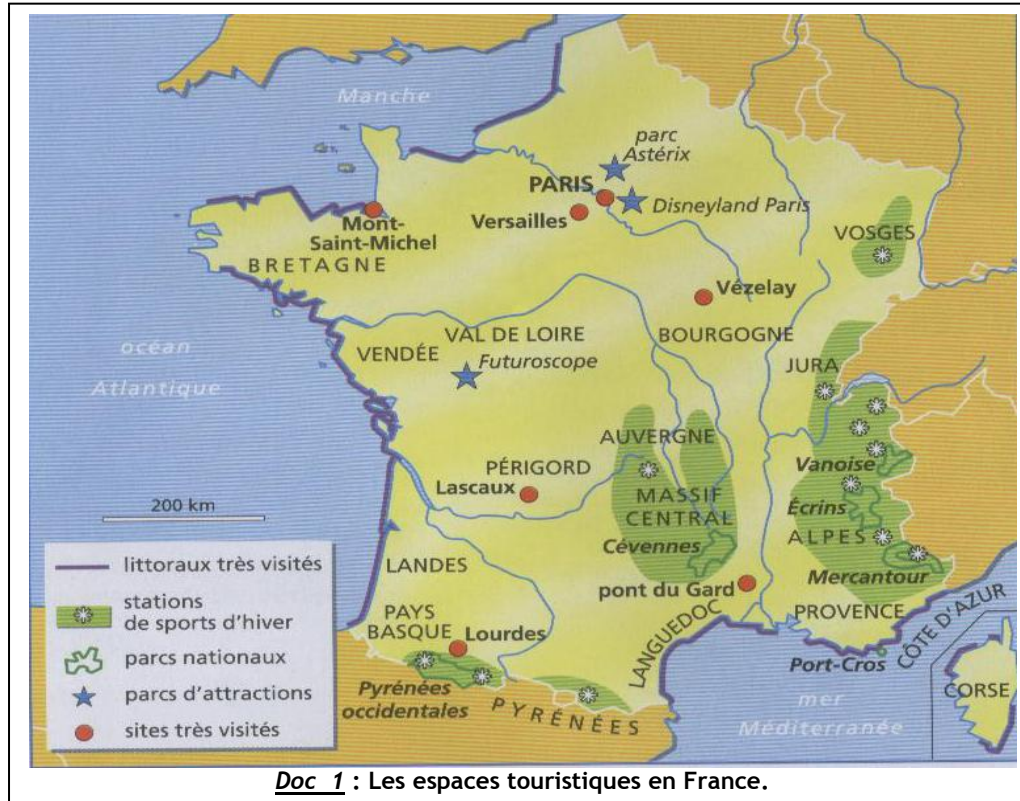 Manche
parc
Astérix
PARIS
Disneyland Paris
Versailles
Mont-
Saint-Michel
BRETAGNE
VOSGES
Vézelay
BOURGOGNE
VAL DE LOIRE
VENDÉE
Futuroscope
océan
Atlantique
JURA
AUVERGNE
PÉRIGORD
Lascaux
MASSIF
CENTRAL
Cévennes
Vanoise
Écrins
ALPES
Mercantour
200 km
LANDES
pont du Gard
PROVENCE
CÔTE D'AZUR
LANGUEDOC
PAYS
BASQUE
Lourdes
Port-Cros
Pyrénées
occidentales
PYRÉNÉES
mer
Méditerranée
CORSE
littoraux très visités
stations
de sports d'hiver
parcs nationaux
parcs d'attractions
sites très visités
Doc 1 : Les espaces touristiques en France.